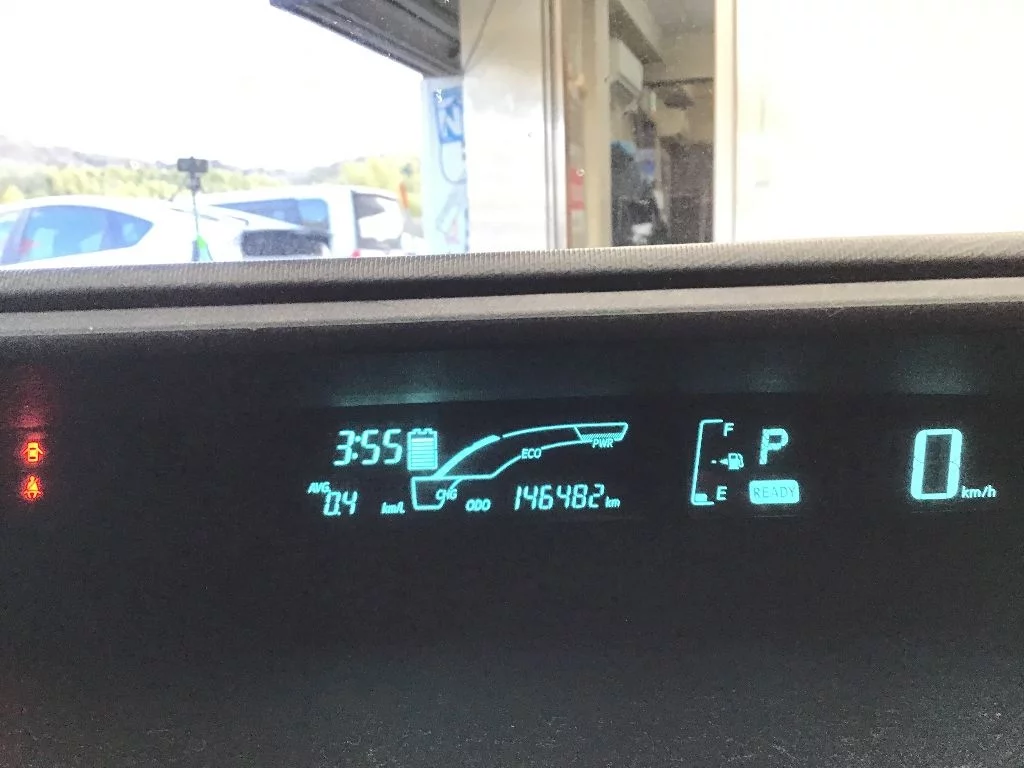 N
3:55
PWR
ECO
CHG
AVG
0.4 km/L
ODO 146482 km
F
E
P
READY
0 km/h